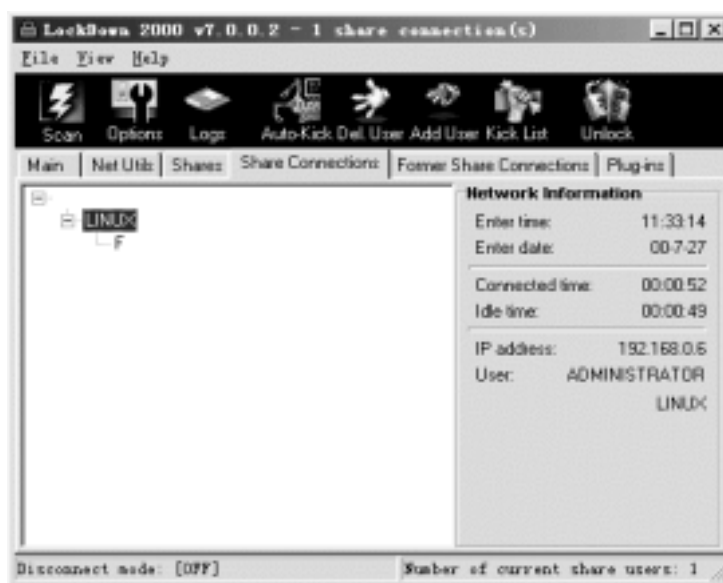 LockDown 2000 v7.0.0.2 - 1 share connection(s)
File View Help
Scan Options Logs Auto-Kick Del. User Add User Kick List Unlock
Main Net Utils Shares Share Connections Former Share Connections Plug-ins
LINUX
F
Network Information
Enter time: 11:33:14
Enter date: 00-7-27
Connected time: 00:00:52
Idle time: 00:00:49
IP address: 192.168.0.6
User: ADMINISTRATOR
LINUX
Disconnect mode: [OFF] Number of current share users: 1